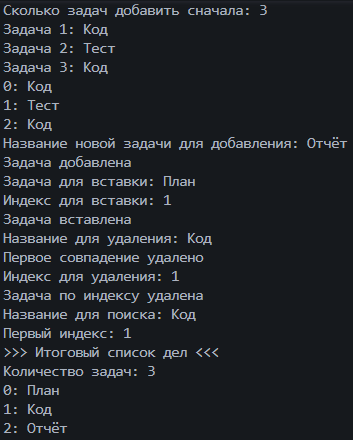 Сколько задач добавить сначала: 3
Задача 1: Код
Задача 2: Тест
Задача 3: Код
0: Код
1: Тест
2: Код
Название новой задачи для добавления: Отчёт
Задача добавлена
Задача для вставки: План
Индекс для вставки: 1
Задача вставлена
Название для удаления: Код
Первое совпадение удалено
Индекс для удаления: 1
Задача по индексу удалена
Название для поиска: Код
Первый индекс: 1
>>> Итоговый список дел <<<
Количество задач: 3
0: План
1: Код
2: Отчёт